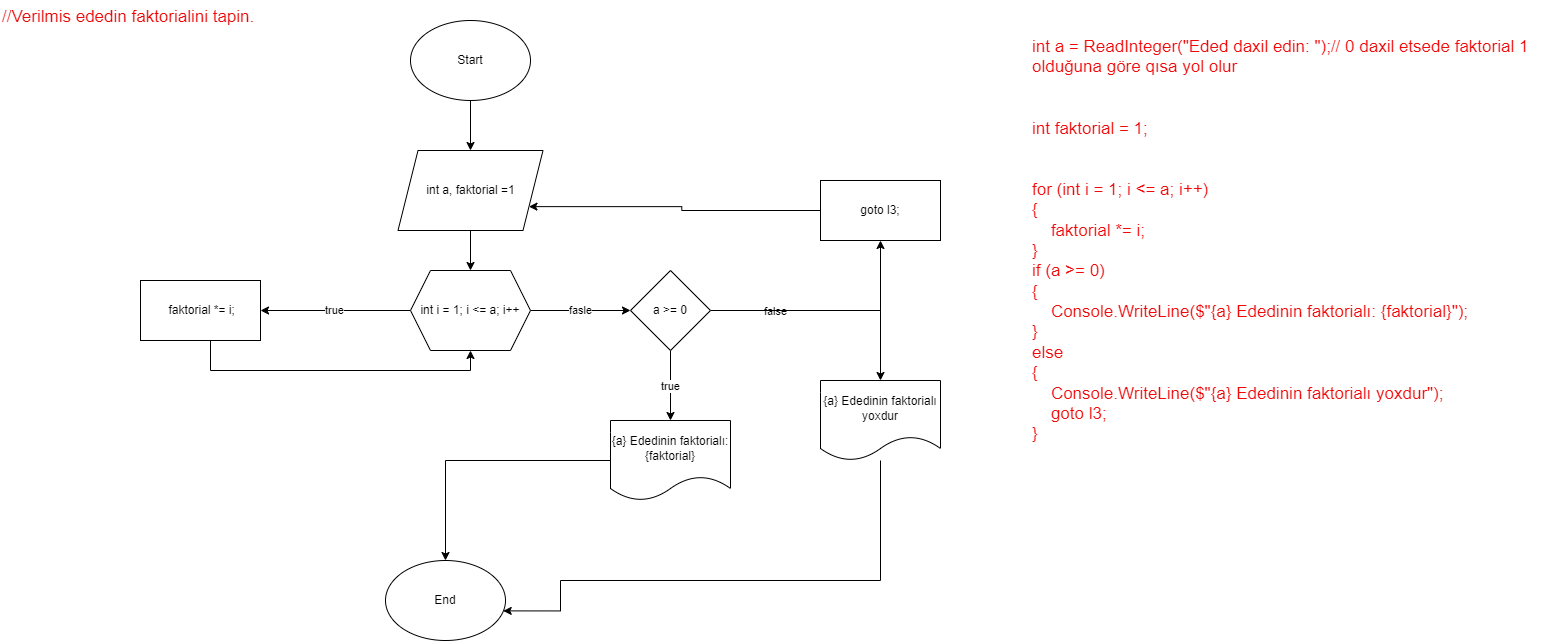 //Verilmis ededin faktorialini tapin.
Start
int a, faktorial =1
goto l3;
faktorial *= i;
true
int i = 1; i <= a; i++
fasle
a >= 0
false
true
{a} Ededinin faktorialı:
{faktorial}
{a} Ededinin faktorialı
yoxdur
End
int a = ReadInteger("Eded daxil edin: ");// 0 daxil etsede faktorial 1
olduğuna göre qısa yol olur
int faktorial = 1;
for (int i = 1; i <= a; i++)
{
faktorial *= i;
}
if (a >= 0)
{
Console.WriteLine($"{a} Ededinin faktorialı: {faktorial}");
}
else
{
Console.WriteLine($"{a} Ededinin faktorialı yoxdur");
goto l3;
}